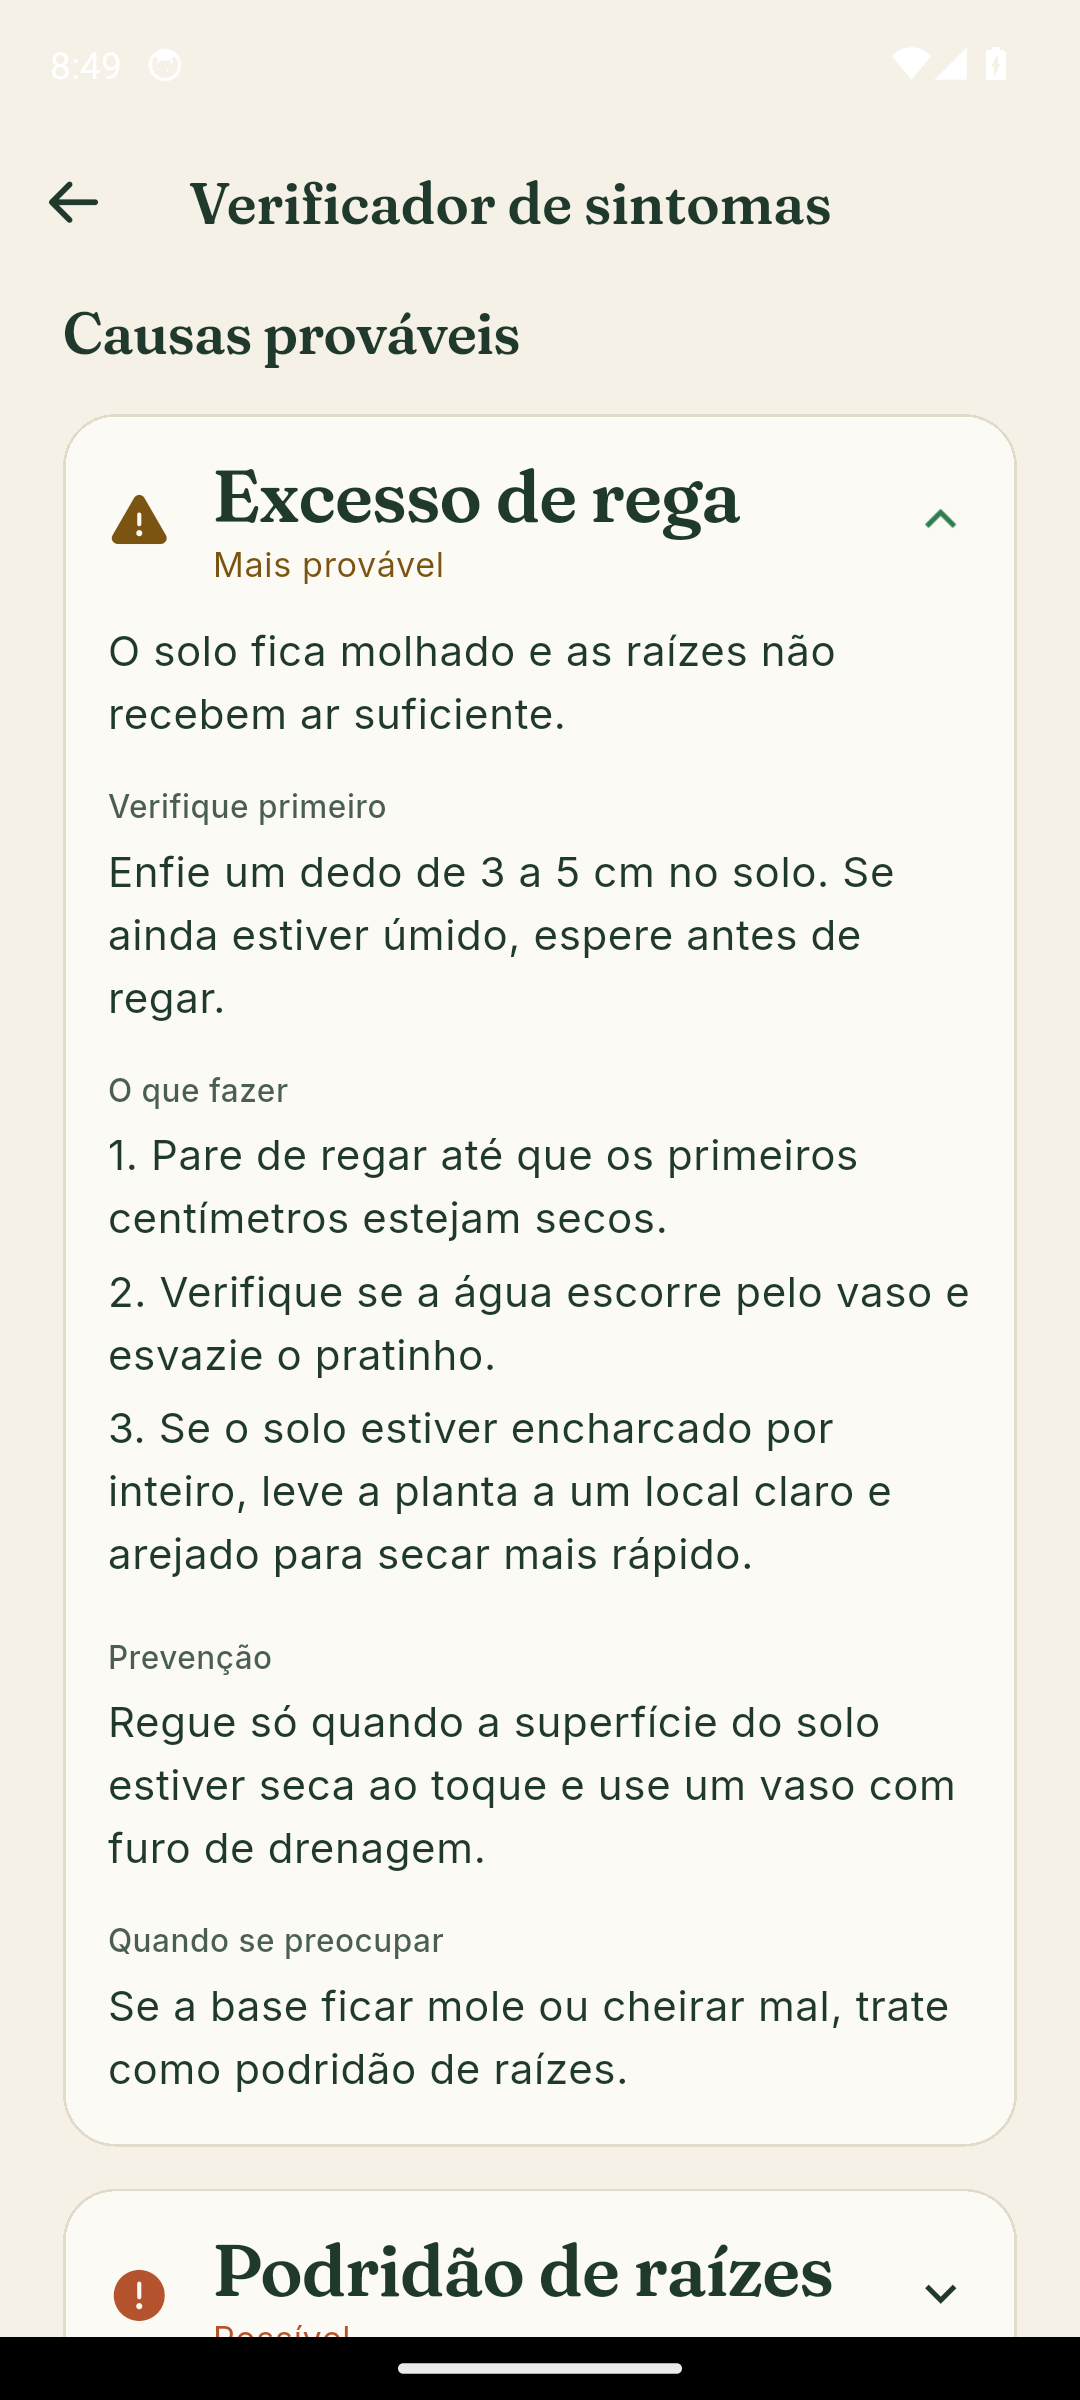 8:49
Verificador de sintomas
Causas prováveis
Excesso de rega
Mais provável
O solo fica molhado e as raízes não
recebem ar suficiente.
Verifique primeiro
Enfie um dedo de 3 a 5 cm no solo. Se
ainda estiver úmido, espere antes de
regar.
O que fazer
1. Pare de regar até que os primeiros
centímetros estejam secos.
2. Verifique se a água escorre pelo vaso e
esvazie o pratinho.
3. Se o solo estiver encharcado por
inteiro, leve a planta a um local claro e
arejado para secar mais rápido.
Prevenção
Regue só quando a superfície do solo
estiver seca ao toque e use um vaso com
furo de drenagem.
Quando se preocupar
Se a base ficar mole ou cheirar mal, trate
como podridão de raízes.
Podridão de raízes
Possível